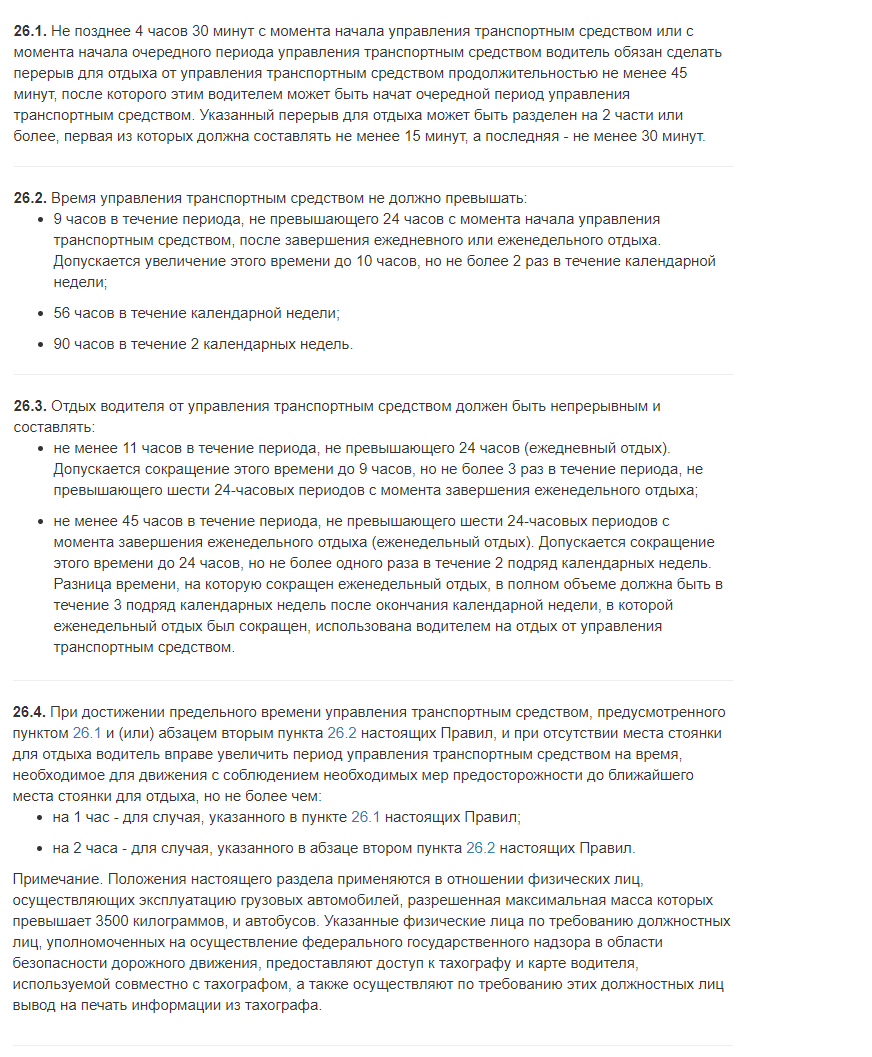 26.1. Не позднее 4 часов 30 минут с момента начала управления транспортным средством или с
момента начала очередного периода управления транспортным средством водитель обязан сделать
перерыв для отдыха от управления транспортным средством продолжительностью не менее 45
минут, после которого этим водителем может быть начат очередной период управления
транспортным средством. Указанный перерыв для отдыха может быть разделен на 2 части или
более, первая из которых должна составлять не менее 15 минут, а последняя - не менее 30 минут.
26.2. Время управления транспортным средством не должно превышать:
• 9 часов в течение периода, не превышающего 24 часов с момента начала управления
транспортным средством, после завершения ежедневного или еженедельного отдыха.
Допускается увеличение этого времени до 10 часов, но не более 2 раз в течение календарной
недели;
• 56 часов в течение календарной недели;
• 90 часов в течение 2 календарных недель.
26.3. Отдых водителя от управления транспортным средством должен быть непрерывным и
составлять:
• не менее 11 часов в течение периода, не превышающего 24 часов (ежедневный отдых).
Допускается сокращение этого времени до 9 часов, но не более 3 раз в течение периода, не
превышающего шести 24-часовых периодов с момента завершения еженедельного отдыха;
• не менее 45 часов в течение периода, не превышающего шести 24-часовых периодов с
момента завершения еженедельного отдыха (еженедельный отдых). Допускается сокращение
этого времени до 24 часов, но не более одного раза в течение 2 подряд календарных недель.
Разница времени, на которую сокращен еженедельный отдых, в полном объеме должна быть в
течение 3 подряд календарных недель после окончания календарной недели, в которой
еженедельный отдых был сокращен, использована водителем на отдых от управления
транспортным средством.
26.4. При достижении предельного времени управления транспортным средством, предусмотренного
пунктом 26.1 и (или) абзацем вторым пункта 26.2 настоящих Правил, и при отсутствии места стоянки
для отдыха водитель вправе увеличить период управления транспортным средством на время,
необходимое для движения с соблюдением необходимых мер предосторожности до ближайшего
места стоянки для отдыха, но не более чем:
• на 1 час - для случая, указанного в пункте 26.1 настоящих Правил;
• на 2 часа - для случая, указанного в абзаце втором пункта 26.2 настоящих Правил.
Примечание. Положения настоящего раздела применяются в отношении физических лиц,
осуществляющих эксплуатацию грузовых автомобилей, разрешенная максимальная масса которых
превышает 3500 килограммов, и автобусов. Указанные физические лица по требованию должностных
лиц, уполномоченных на осуществление федерального государственного надзора в области
безопасности дорожного движения, предоставляют доступ к тахографу и карте водителя,
используемой совместно с тахографом, а также осуществляют по требованию этих должностных лиц
вывод на печать информации из тахографа.